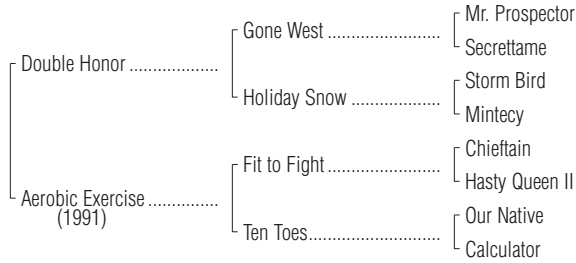 Mr. Prospector
Gone West
Secrettame
Double Honor
Storm Bird
Holiday Snow
Mintecy
Chieftain
Fit to Fight
Hasty Queen II
Aerobic Exercise
(1991)
Our Native
Ten Toes
Calculator